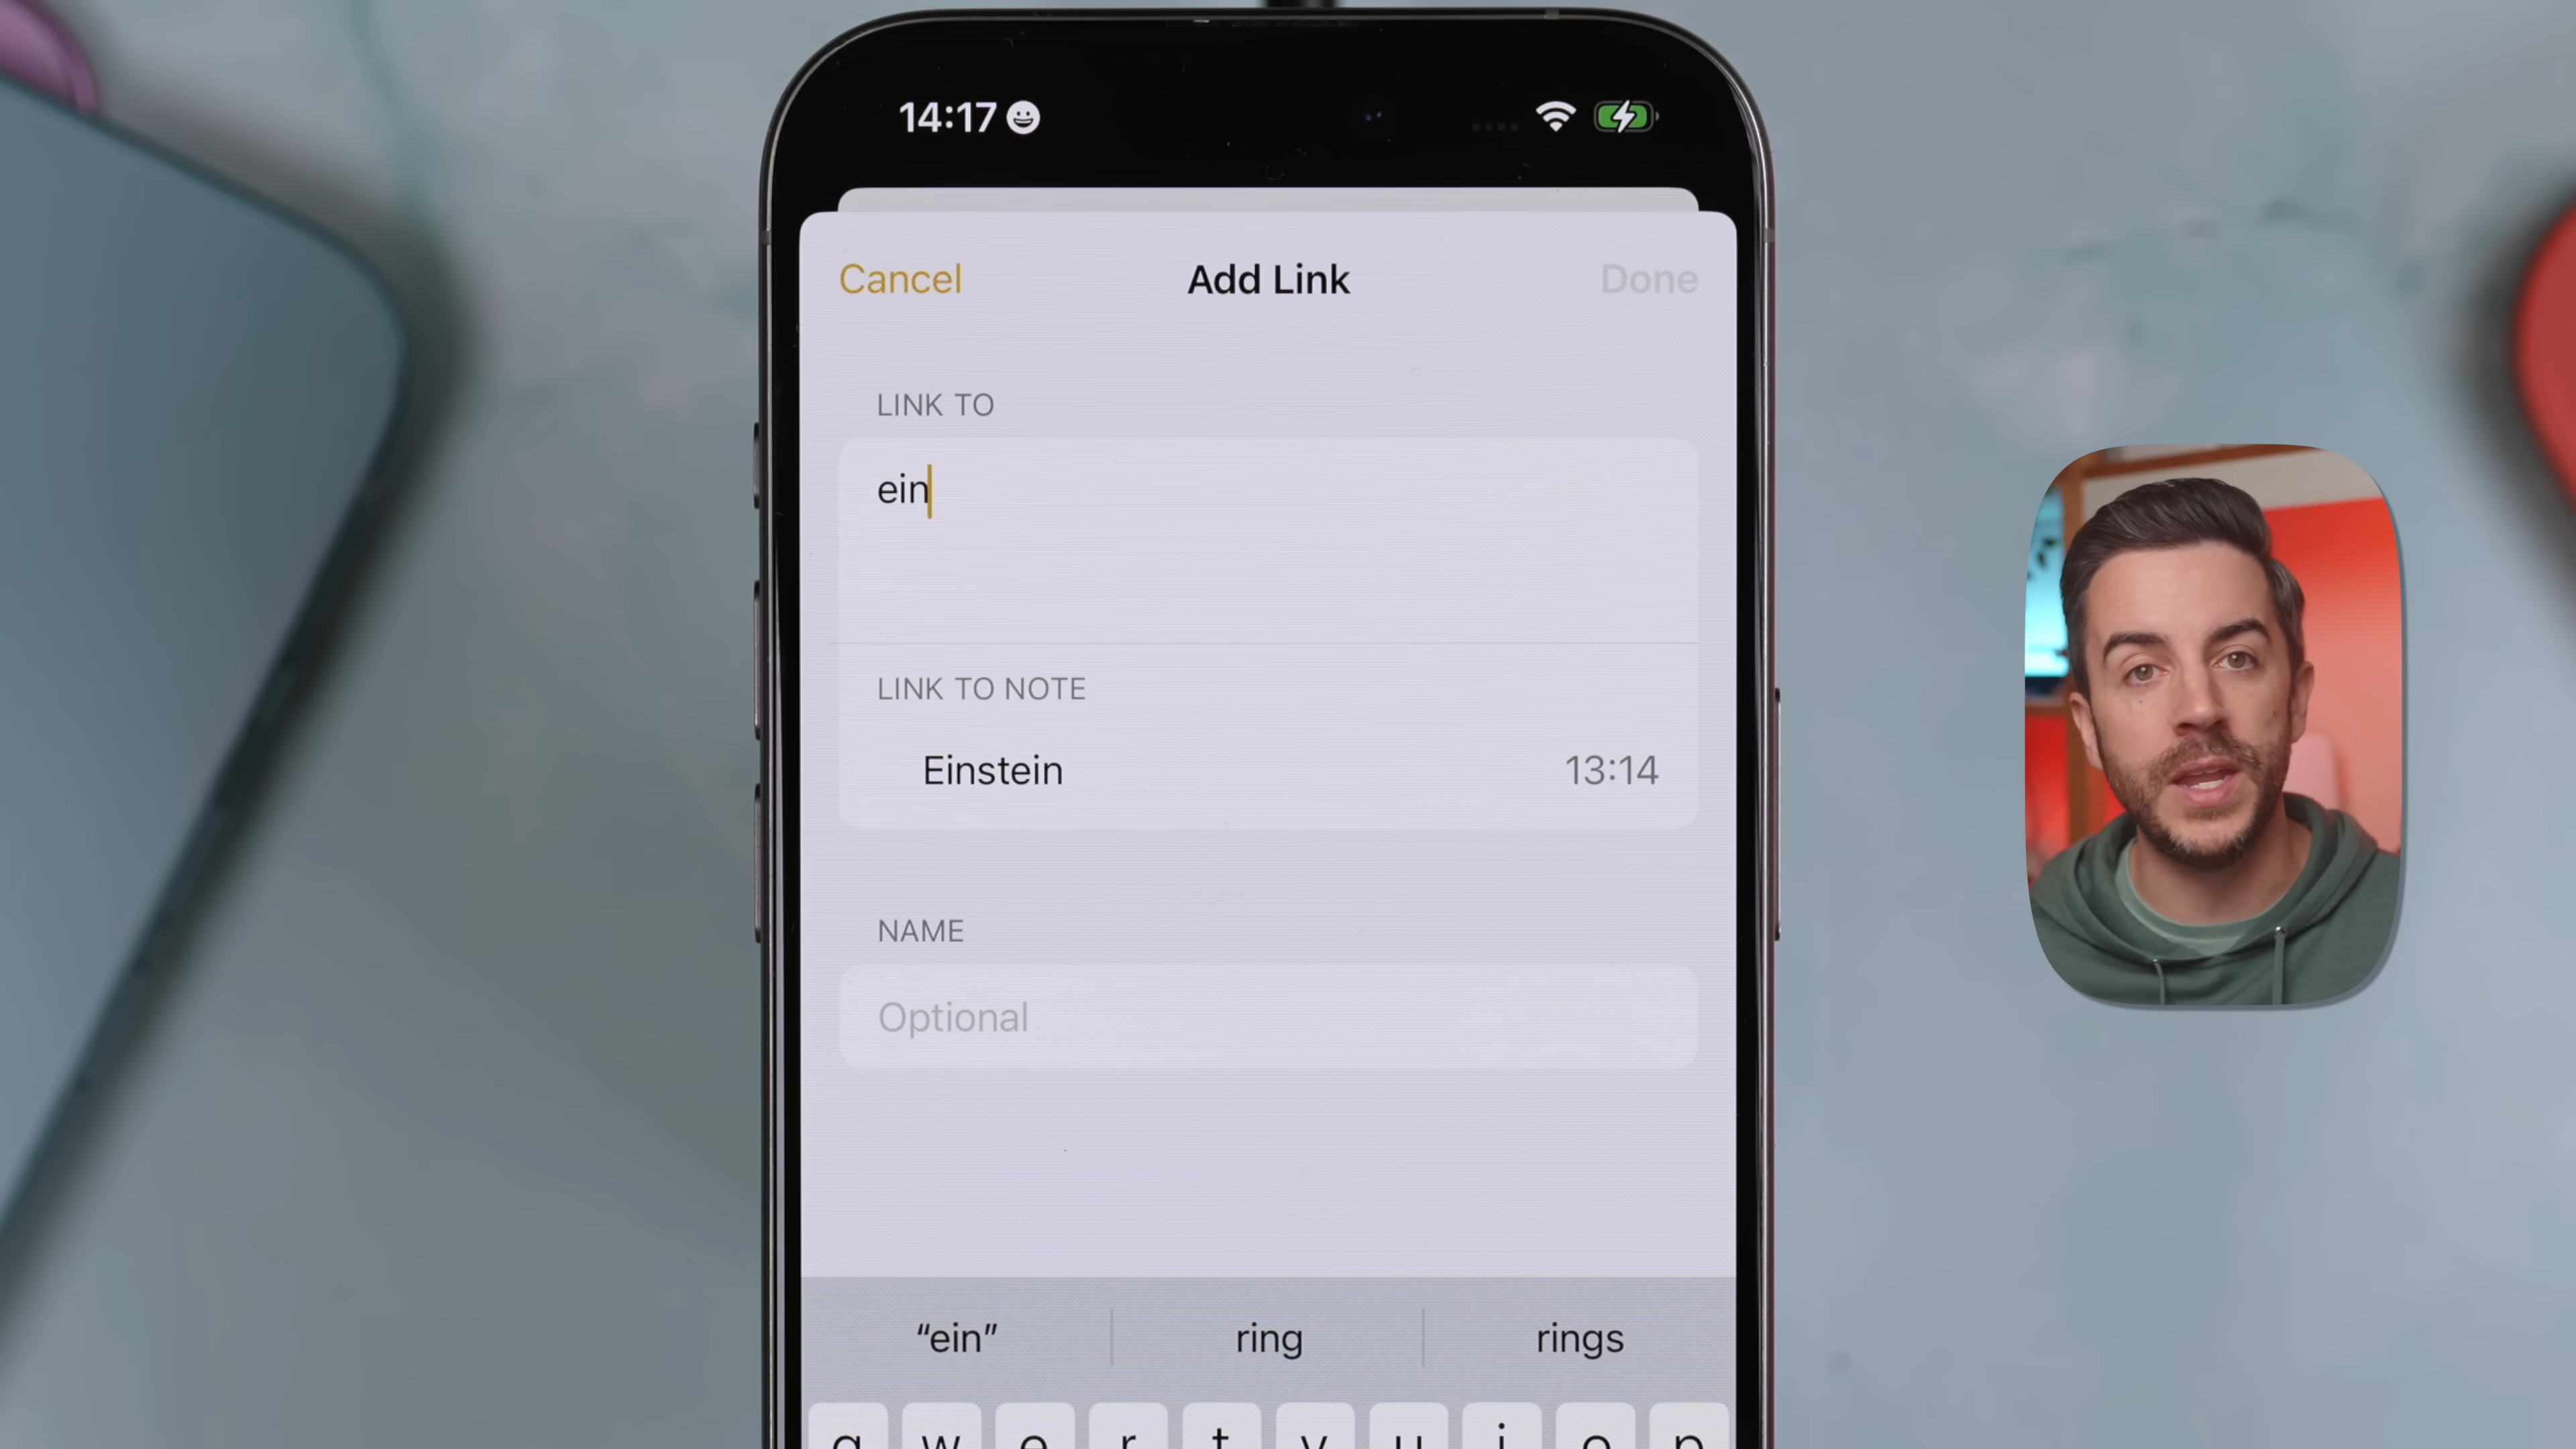 14:17
Cancel Add Link Done
LINK TO
ein
LINK TO NOTE
Einstein 13:14
NAME
Optional
“ein” ring rings
q w e r t y u i o p